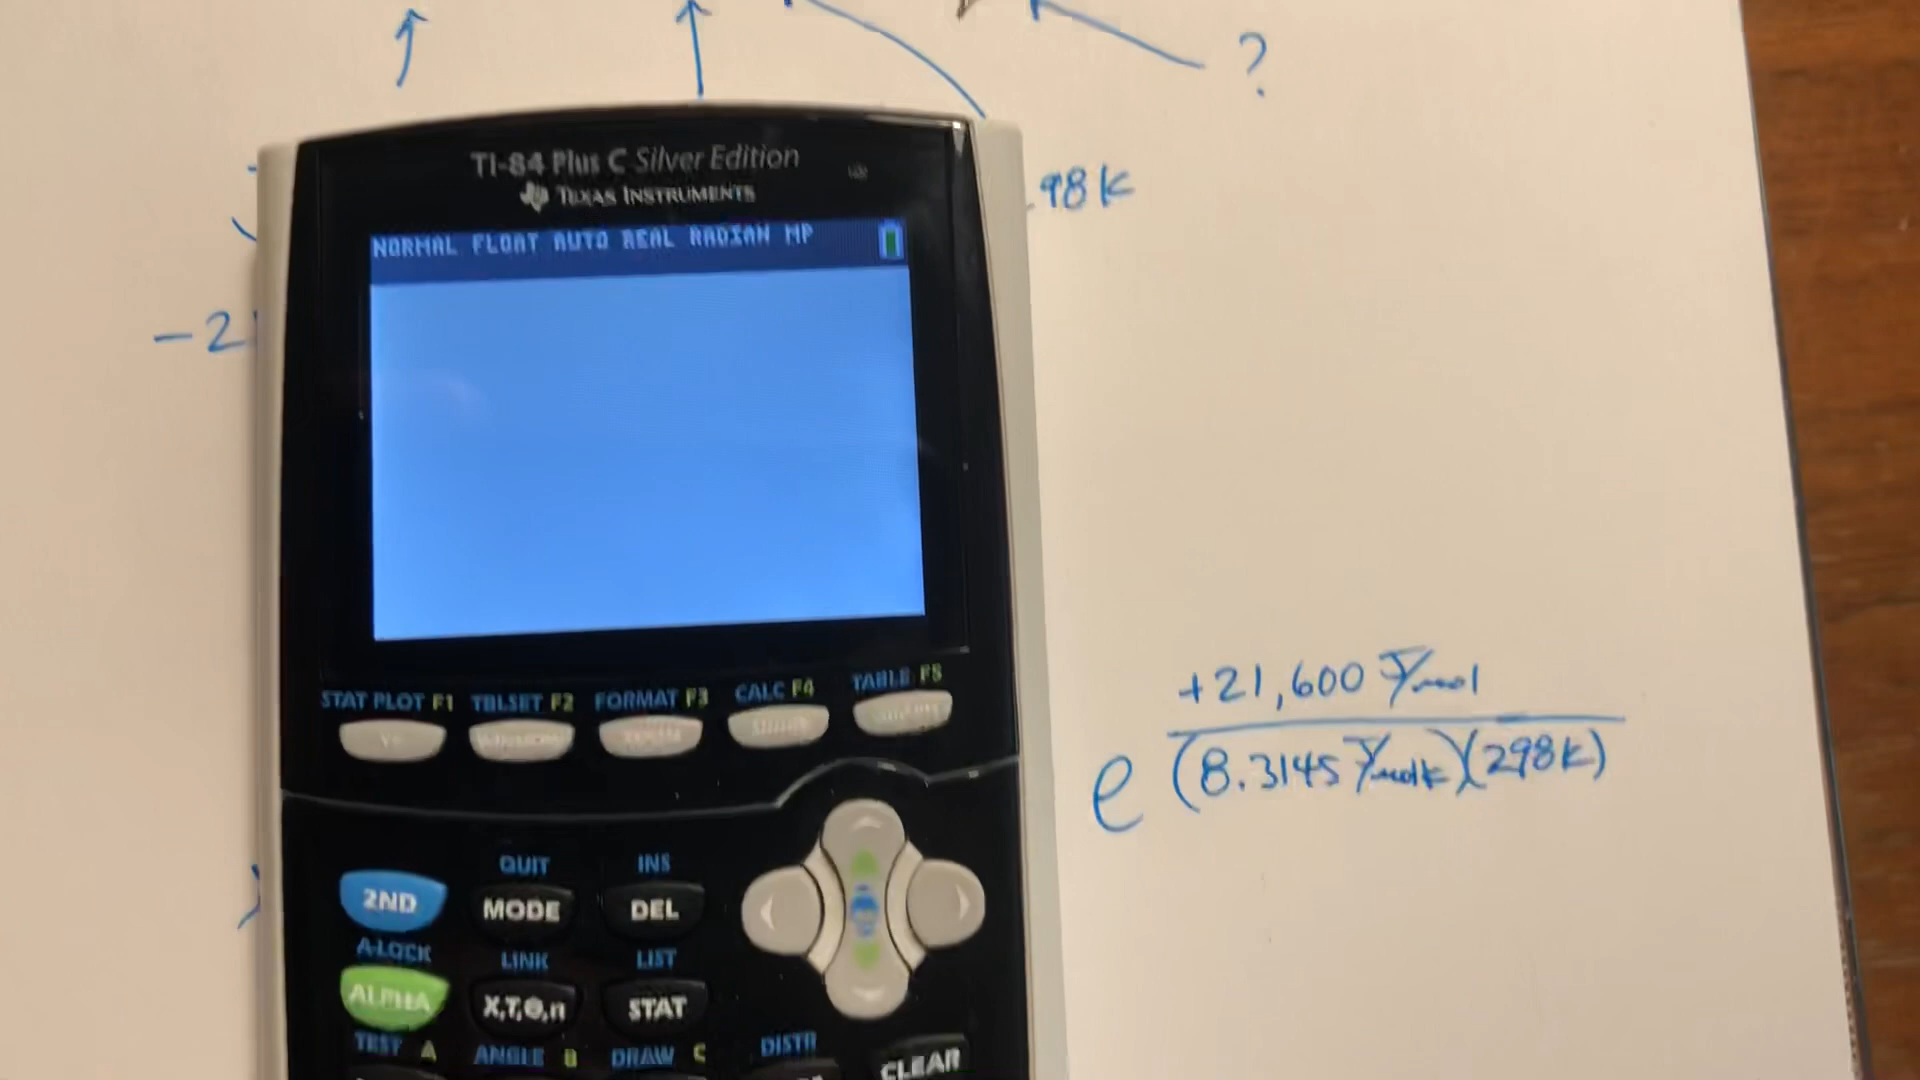 ?
98K
-2
TI-84 Plus C Silver Edition
TEXAS INSTRUMENTS
NORMAL FLOAT AUTO REAL RADIAN MP
STAT PLOT F1 TBLSET F2 FORMAT F3 CALC F4 TABLE F5
Y=
+21,600 J/mol
e (8.3145 J/molK)(298K)
QUIT INS
2ND MODE DEL
A-LOCK LINK LIST
ALPHA X,T,Θ,n STAT
TEST A ANGLE B DRAW C DISTR
CLEAR